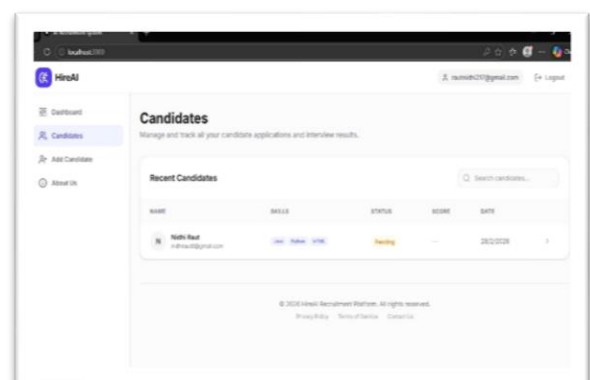 localhost:3000
HireAI
Logout
Dashboard
Candidates
Add Candidate
About Us
Candidates
Manage and track all your candidate applications and interview results.
Recent Candidates
Search candidates...
NAME SKILLS STATUS SCORE DATE
N Nidhi Raut Java Python HTML Pending — 28/2/2026
© 2026 HireAI Recruitment Platform. All rights reserved.
Privacy Policy Terms of Service Contact Us